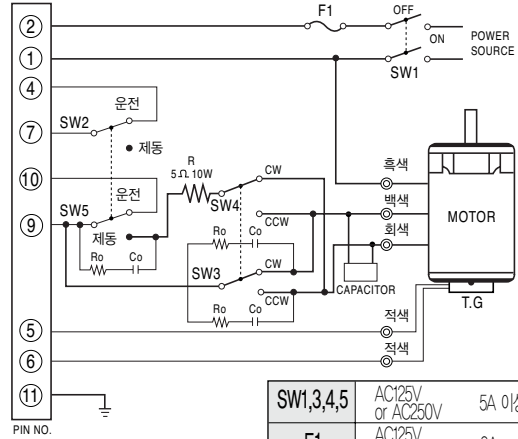 F1
OFF
②
ON
POWER
SOURCE
①
SW1
④
운전
SW2
⑦
제동
R
5Ω 10W
CW
흑색
⑩
운전
SW4
백색
MOTOR
SW5
CCW
⑨
회색
제동
Ro
Co
Ro
Co
SW3
CW
CCW
CAPACITOR
T.G
Ro
Co
적색
⑤
적색
⑥
⑪
PIN NO.
SW1,3,4,5
AC125V
or AC250V
5A 이상
F1
AC125V